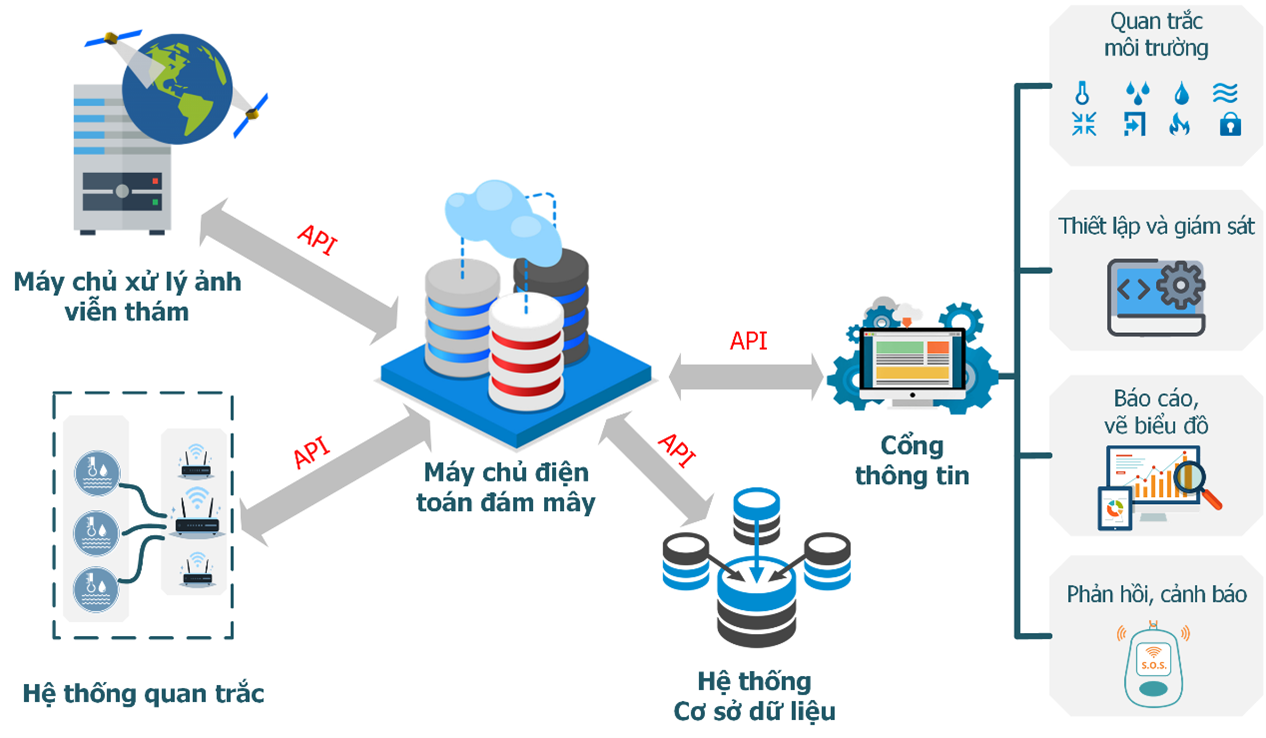 Máy chủ xử lý ảnh
viễn thám
API
Hệ thống quan trắc
API
Máy chủ điện
toán đám mây
API
API
Hệ thống
Cơ sở dữ liệu
Cổng
thông tin
Quan trắc
môi trường
Thiết lập và giám sát
Báo cáo,
vẽ biểu đồ
Phản hồi, cảnh báo
S.O.S.